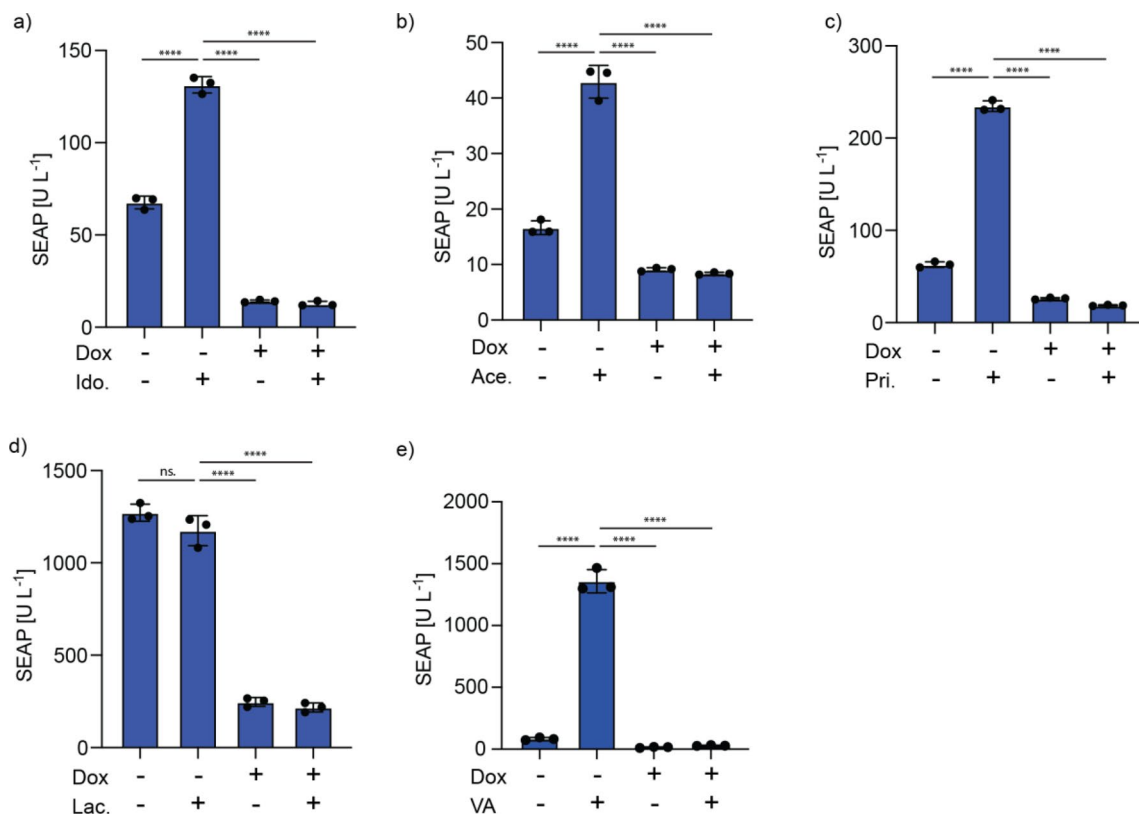 a)
**** **** ****
SEAP [U L⁻¹]
150
100
50
0
Dox - - + +
Ido. - + - +
b)
**** **** ****
SEAP [U L⁻¹]
50
40
30
20
10
0
Dox - - + +
Ace. - + - +
c)
**** **** ****
SEAP [U L⁻¹]
300
200
100
0
Dox - - + +
Pri. - + - +
d)
ns. **** ****
SEAP [U L⁻¹]
1500
1000
500
0
Dox - - + +
Lac. - + - +
e)
**** **** ****
SEAP [U L⁻¹]
2000
1500
1000
500
0
Dox - - + +
VA - + - +